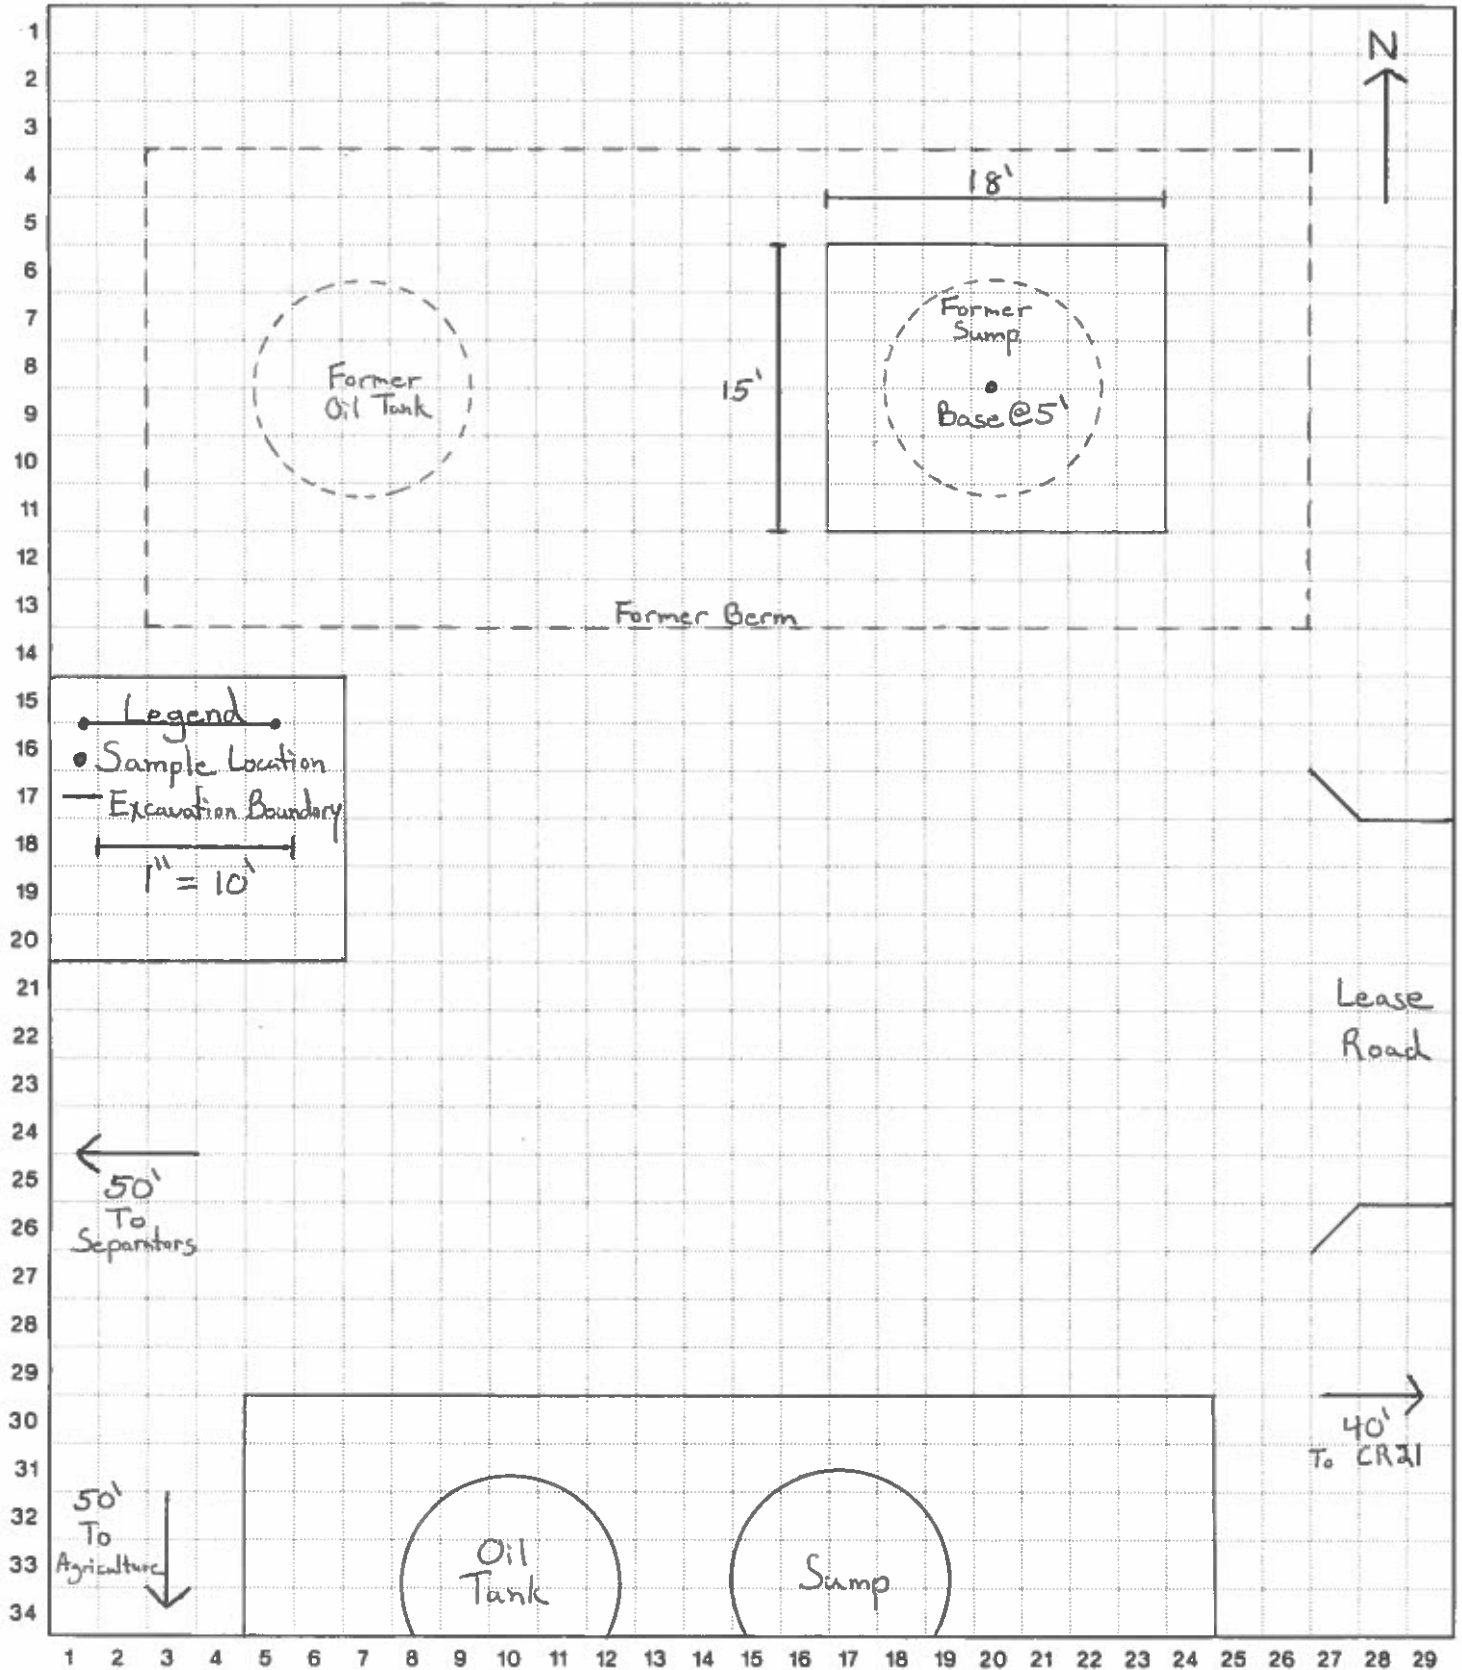 N
18'
15'
Former
Sump
Base @ 5'
Former
Oil Tank
Former Berm
Legend
Sample Location
Excavation Boundary
1" = 10'
Lease
Road
50'
To
Separators
40'
To CR21
50'
To
Agriculture
Oil
Tank
Sump
1
2
3
4
5
6
7
8
9
10
11
12
13
14
15
16
17
18
19
20
21
22
23
24
25
26
27
28
29
30
31
32
33
34
1 2 3 4 5 6 7 8 9 10 11 12 13 14 15 16 17 18 19 20 21 22 23 24 25 26 27 28 29